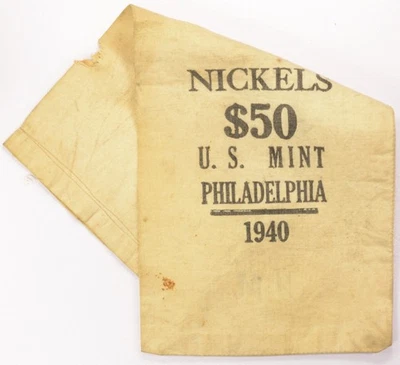 NICKELS
$50
U. S. MINT
PHILADELPHIA
1940